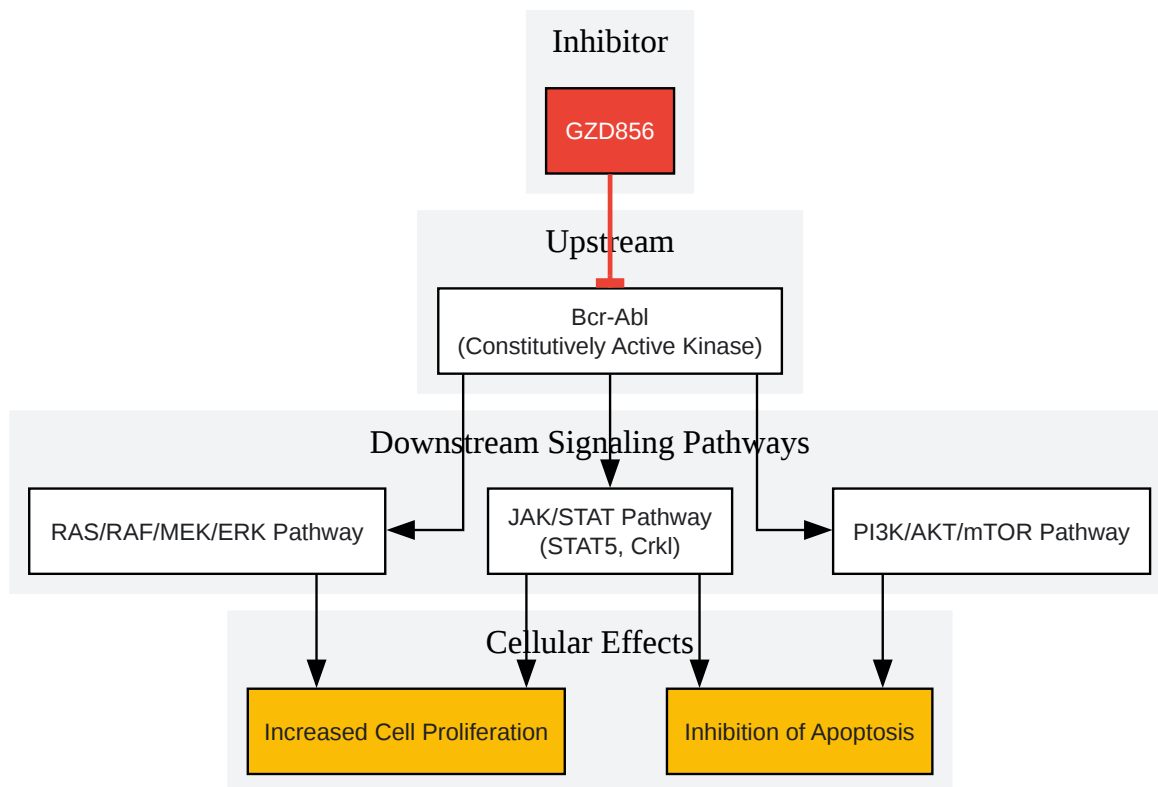 Inhibitor
GZD856
Upstream
Bcr-Abl
(Constitutively Active Kinase)
Downstream Signaling Pathways
RAS/RAF/MEK/ERK Pathway
JAK/STAT Pathway
(STAT5, Crkl)
PI3K/AKT/mTOR Pathway
Cellular Effects
Increased Cell Proliferation
Inhibition of Apoptosis